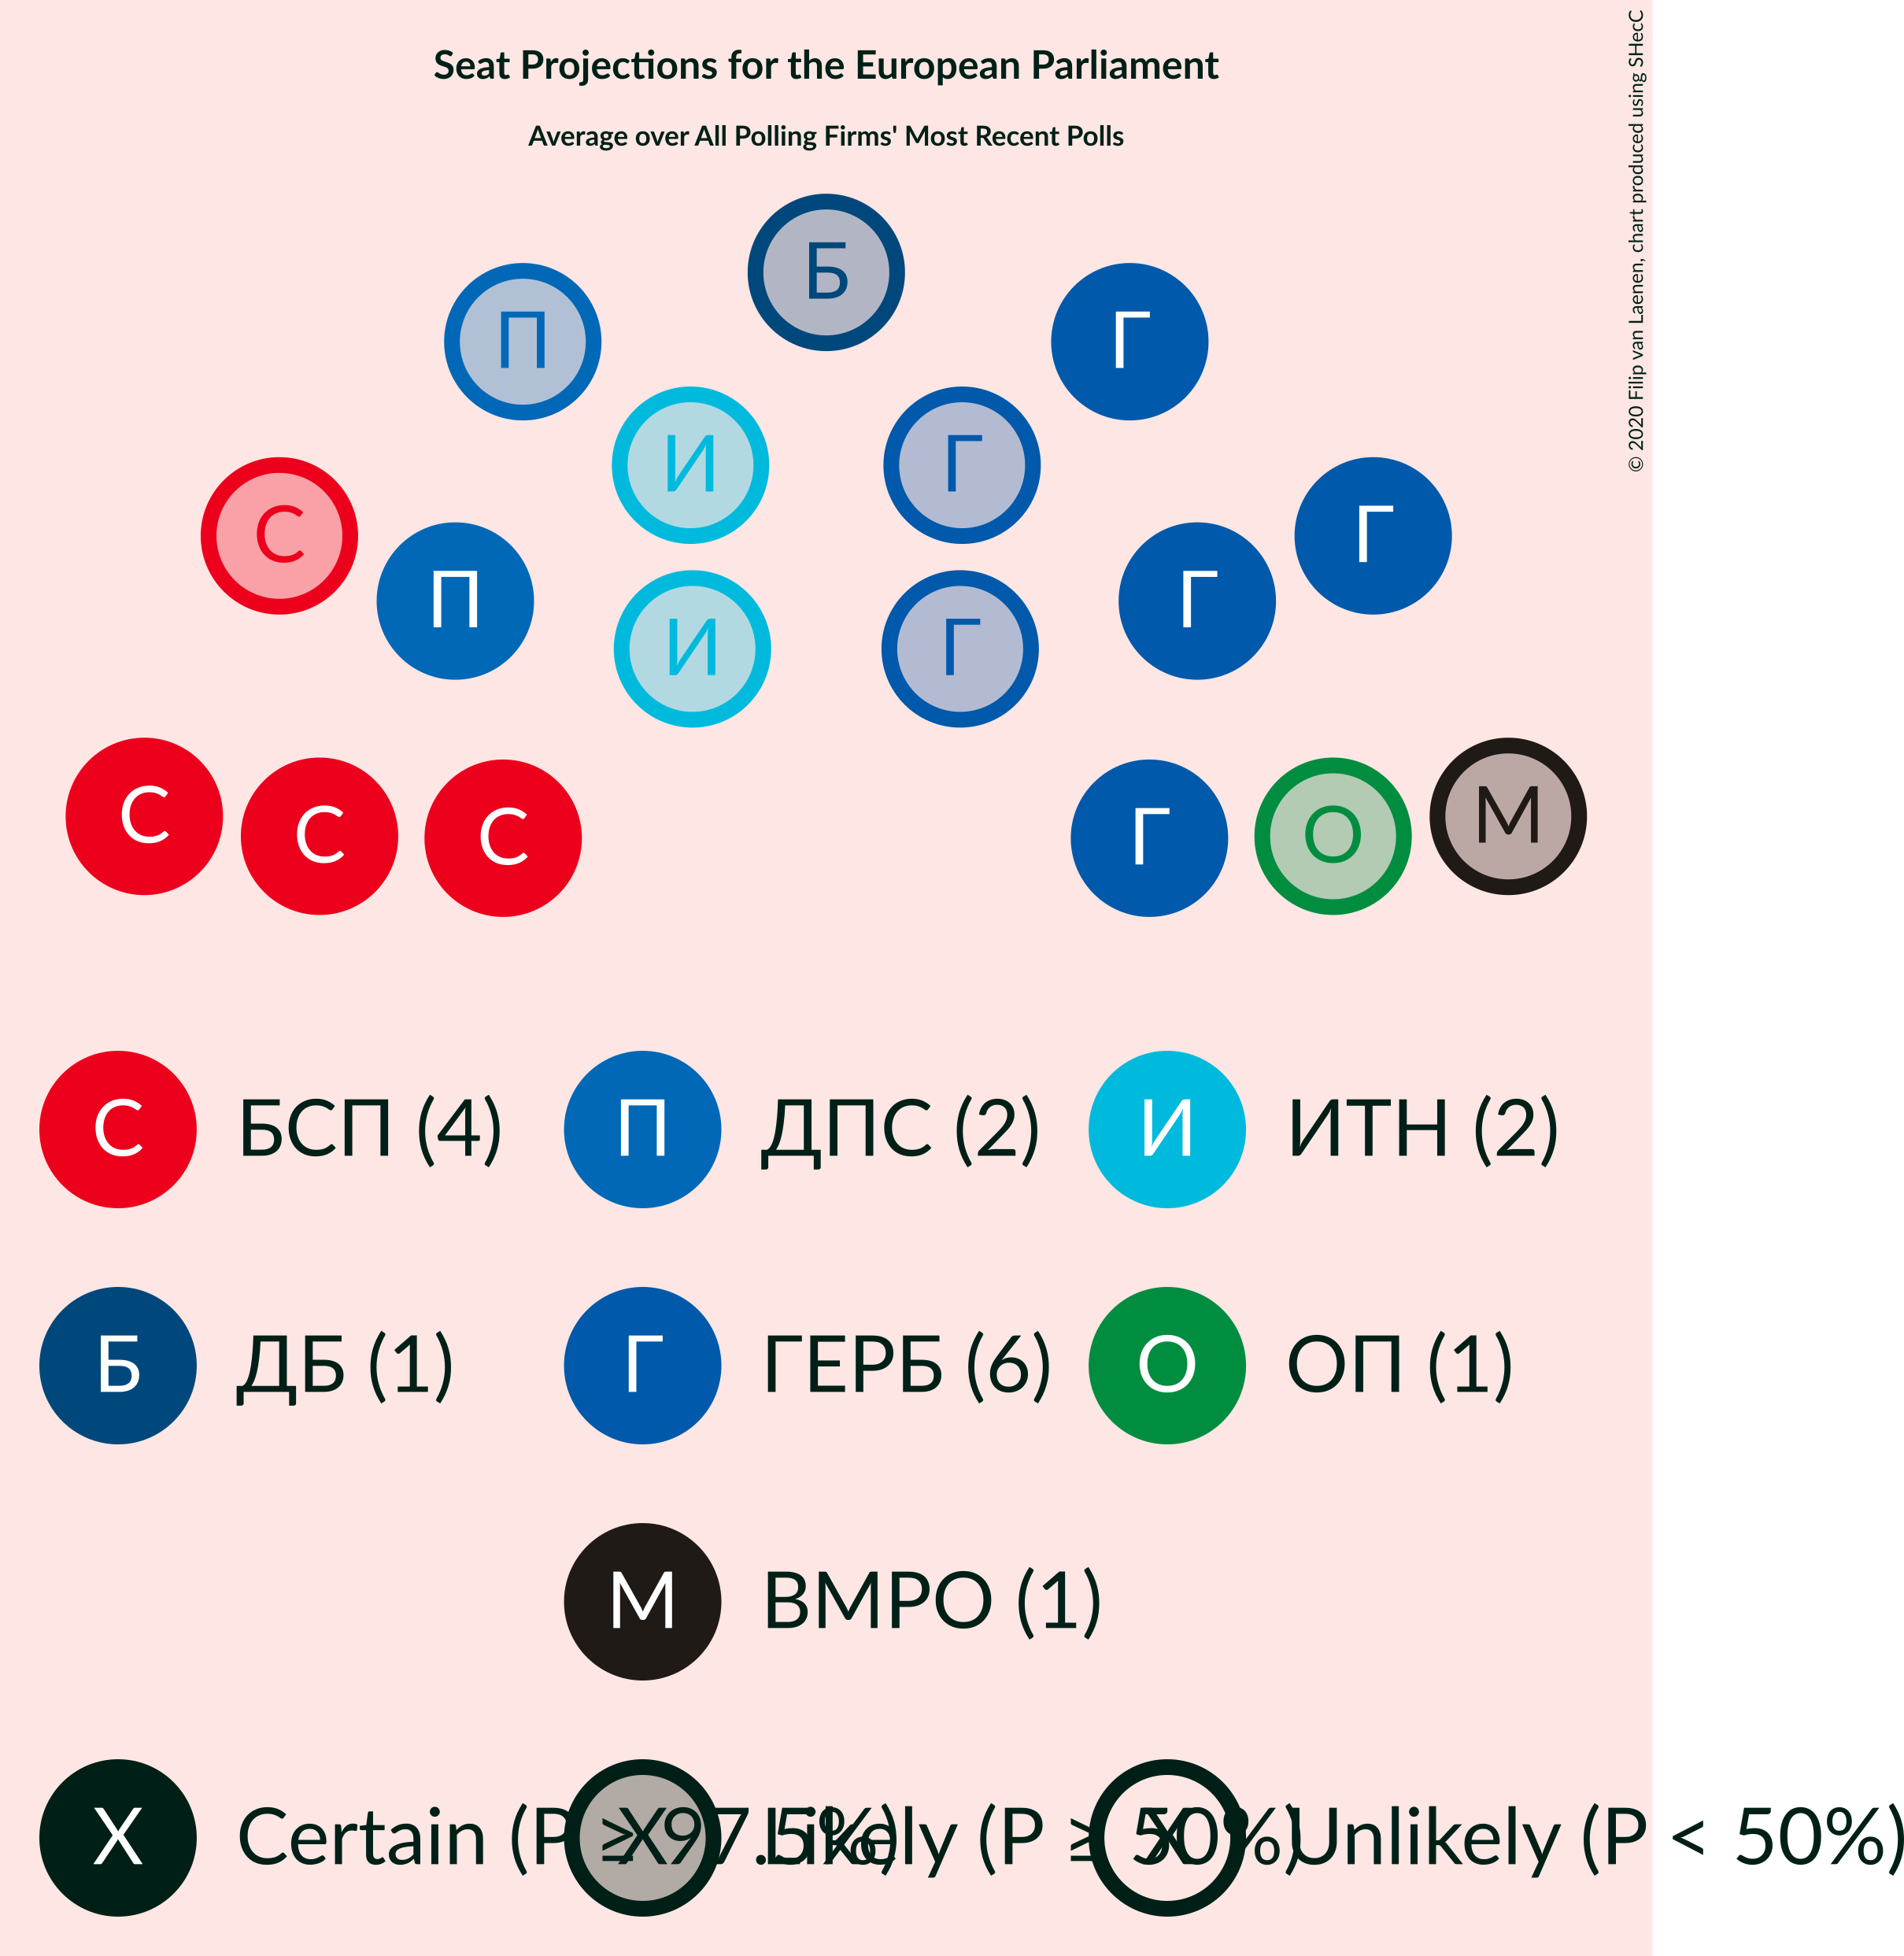 Seat Projections for the European Parliament
Average over All Polling Firms' Most Recent Polls
© 2020 Filip van Laenen, chart produced using SHecC
Б
П
Г
И
Г
С
Г
П
Г
И
Г
С
М
С
О
С
Г
С БСП (4) П ДПС (2) И ИТН (2)
Б ДБ (1) Г ГЕРБ (6) О ОП (1)
М ВМРО (1)
X Certain (P ≥ 97.5%) X Likely (P ≥ 50%) X Unlikely (P < 50%)